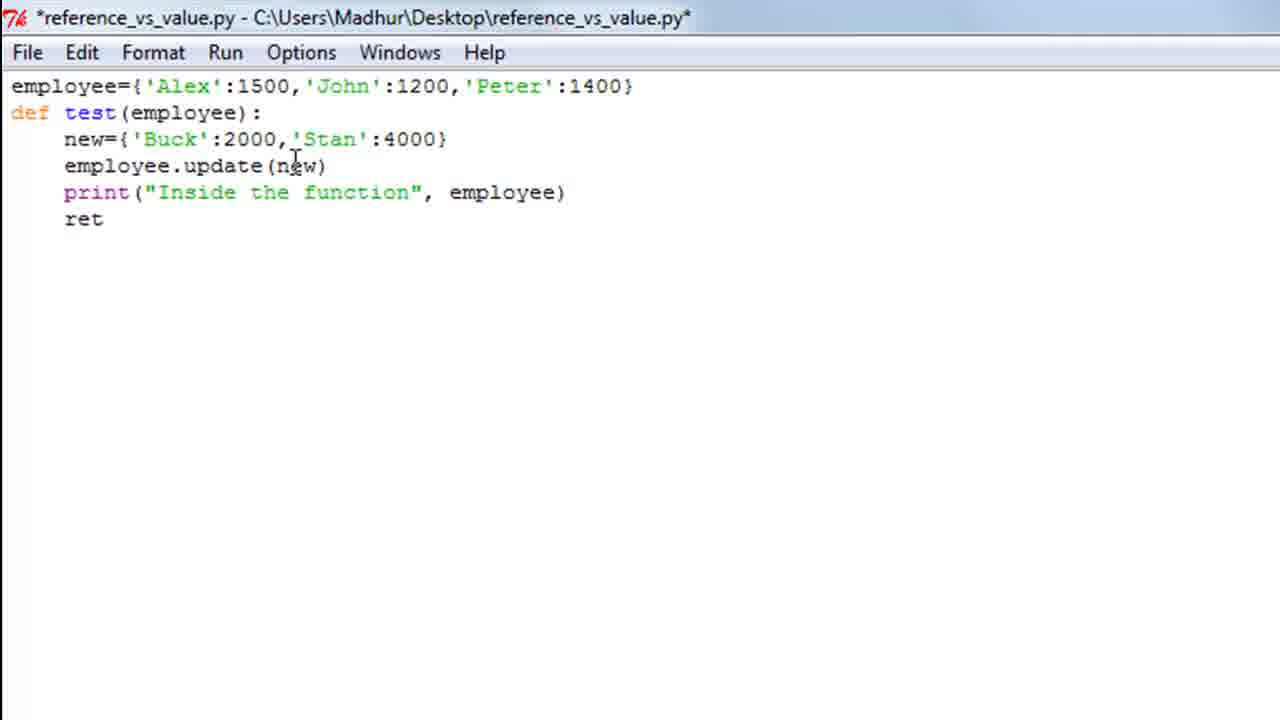 *reference_vs_value.py - C:\Users\Madhur\Desktop\reference_vs_value.py*
File Edit Format Run Options Windows Help
employee={'Alex':1500,'John':1200,'Peter':1400}
def test(employee):
    new={'Buck':2000,'Stan':4000}
    employee.update(new)
    print("Inside the function", employee)
    ret